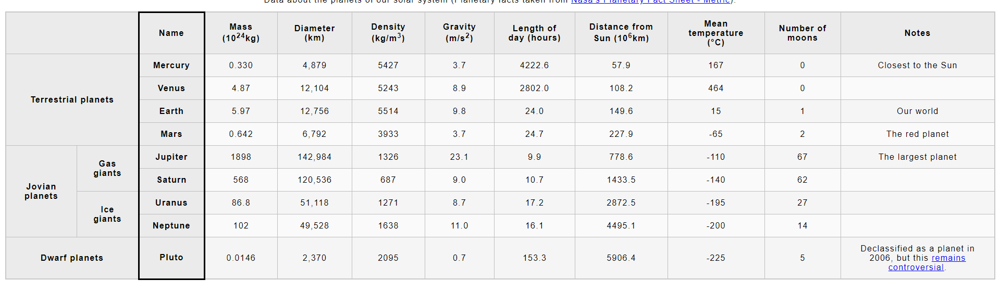 Data about the planets of our solar system (Planetary facts taken from Nasa's Planetary Fact Sheet - Metric).
Name Mass (10²⁴kg) Diameter (km) Density (kg/m³) Gravity (m/s²) Length of day (hours) Distance from Sun (10⁶km) Mean temperature (°C) Number of moons Notes
Terrestrial planets Mercury 0.330 4,879 5427 3.7 4222.6 57.9 167 0 Closest to the Sun
Venus 4.87 12,104 5243 8.9 2802.0 108.2 464 0
Earth 5.97 12,756 5514 9.8 24.0 149.6 15 1 Our world
Mars 0.642 6,792 3933 3.7 24.7 227.9 -65 2 The red planet
Jovian planets Gas giants Jupiter 1898 142,984 1326 23.1 9.9 778.6 -110 67 The largest planet
Saturn 568 120,536 687 9.0 10.7 1433.5 -140 62
Ice giants Uranus 86.8 51,118 1271 8.7 17.2 2872.5 -195 27
Neptune 102 49,528 1638 11.0 16.1 4495.1 -200 14
Dwarf planets Pluto 0.0146 2,370 2095 0.7 153.3 5906.4 -225 5 Declassified as a planet in 2006, but this remains controversial.